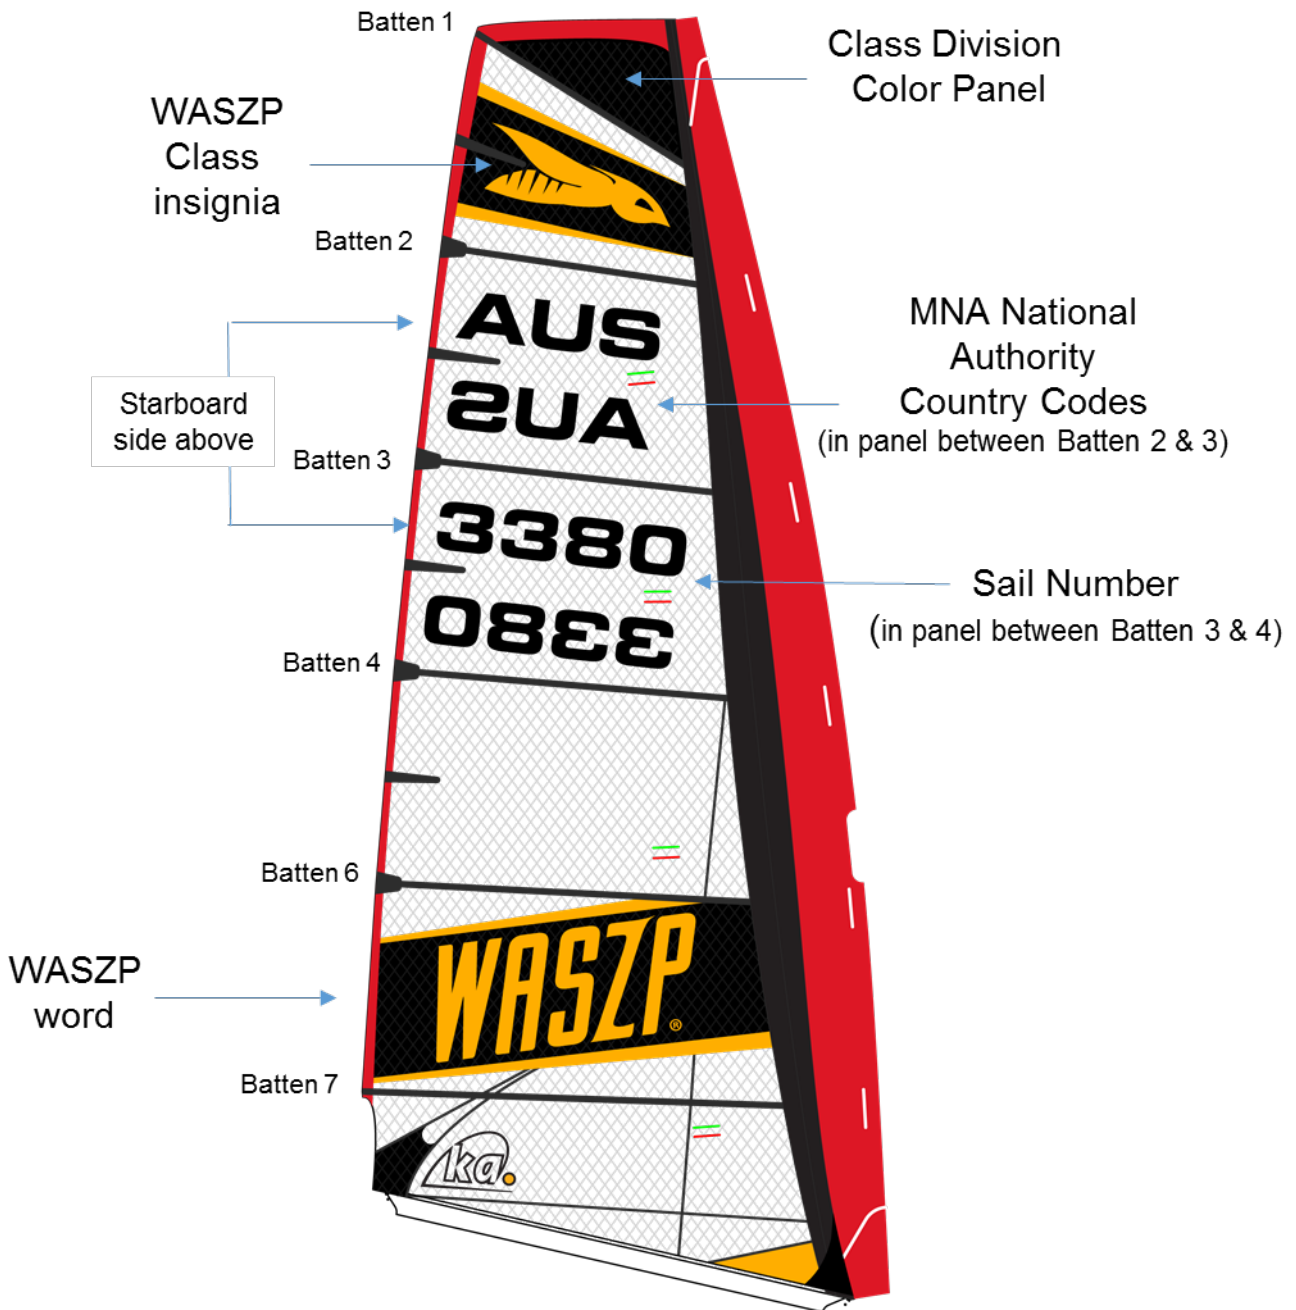 Batten 1
Class Division
Color Panel
WASZP
Class
insignia
Batten 2
AUS
MNA National
Authority
Country Codes
(in panel between Batten 2 & 3)
Starboard
side above
AUS
Batten 3
3380
Sail Number
(in panel between Batten 3 & 4)
3380
Batten 4
Batten 6
WASZP®
WASZP
word
Batten 7
ka.